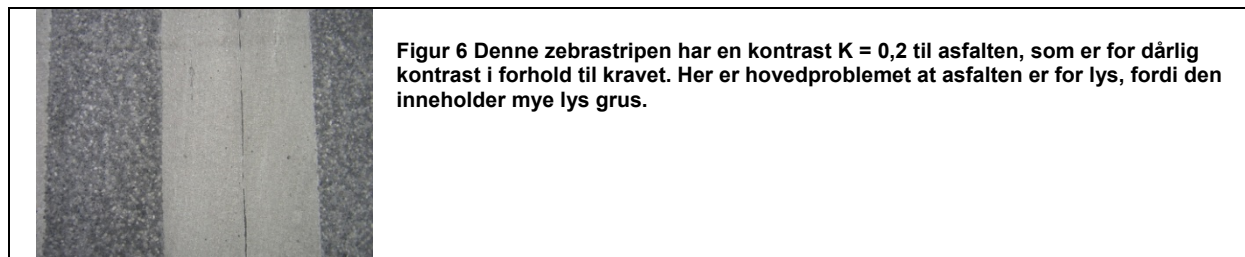 Figur 6 Denne zebrastripen har en kontrast K = 0,2 til asfalten, som er for dårlig
kontrast i forhold til kravet. Her er hovedproblemet at asfalten er for lys, fordi den
inneholder mye lys grus.